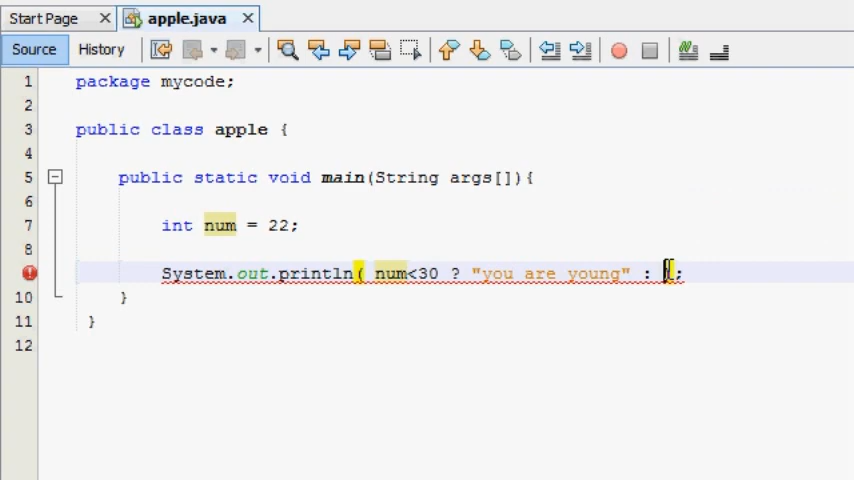 Start Page apple.java
Source History
1 package mycode;
2
3 public class apple {
4
5 public static void main(String args[]){
6
7 int num = 22;
8
System.out.println( num<30 ? "you are young" : );
10 }
11 }
12